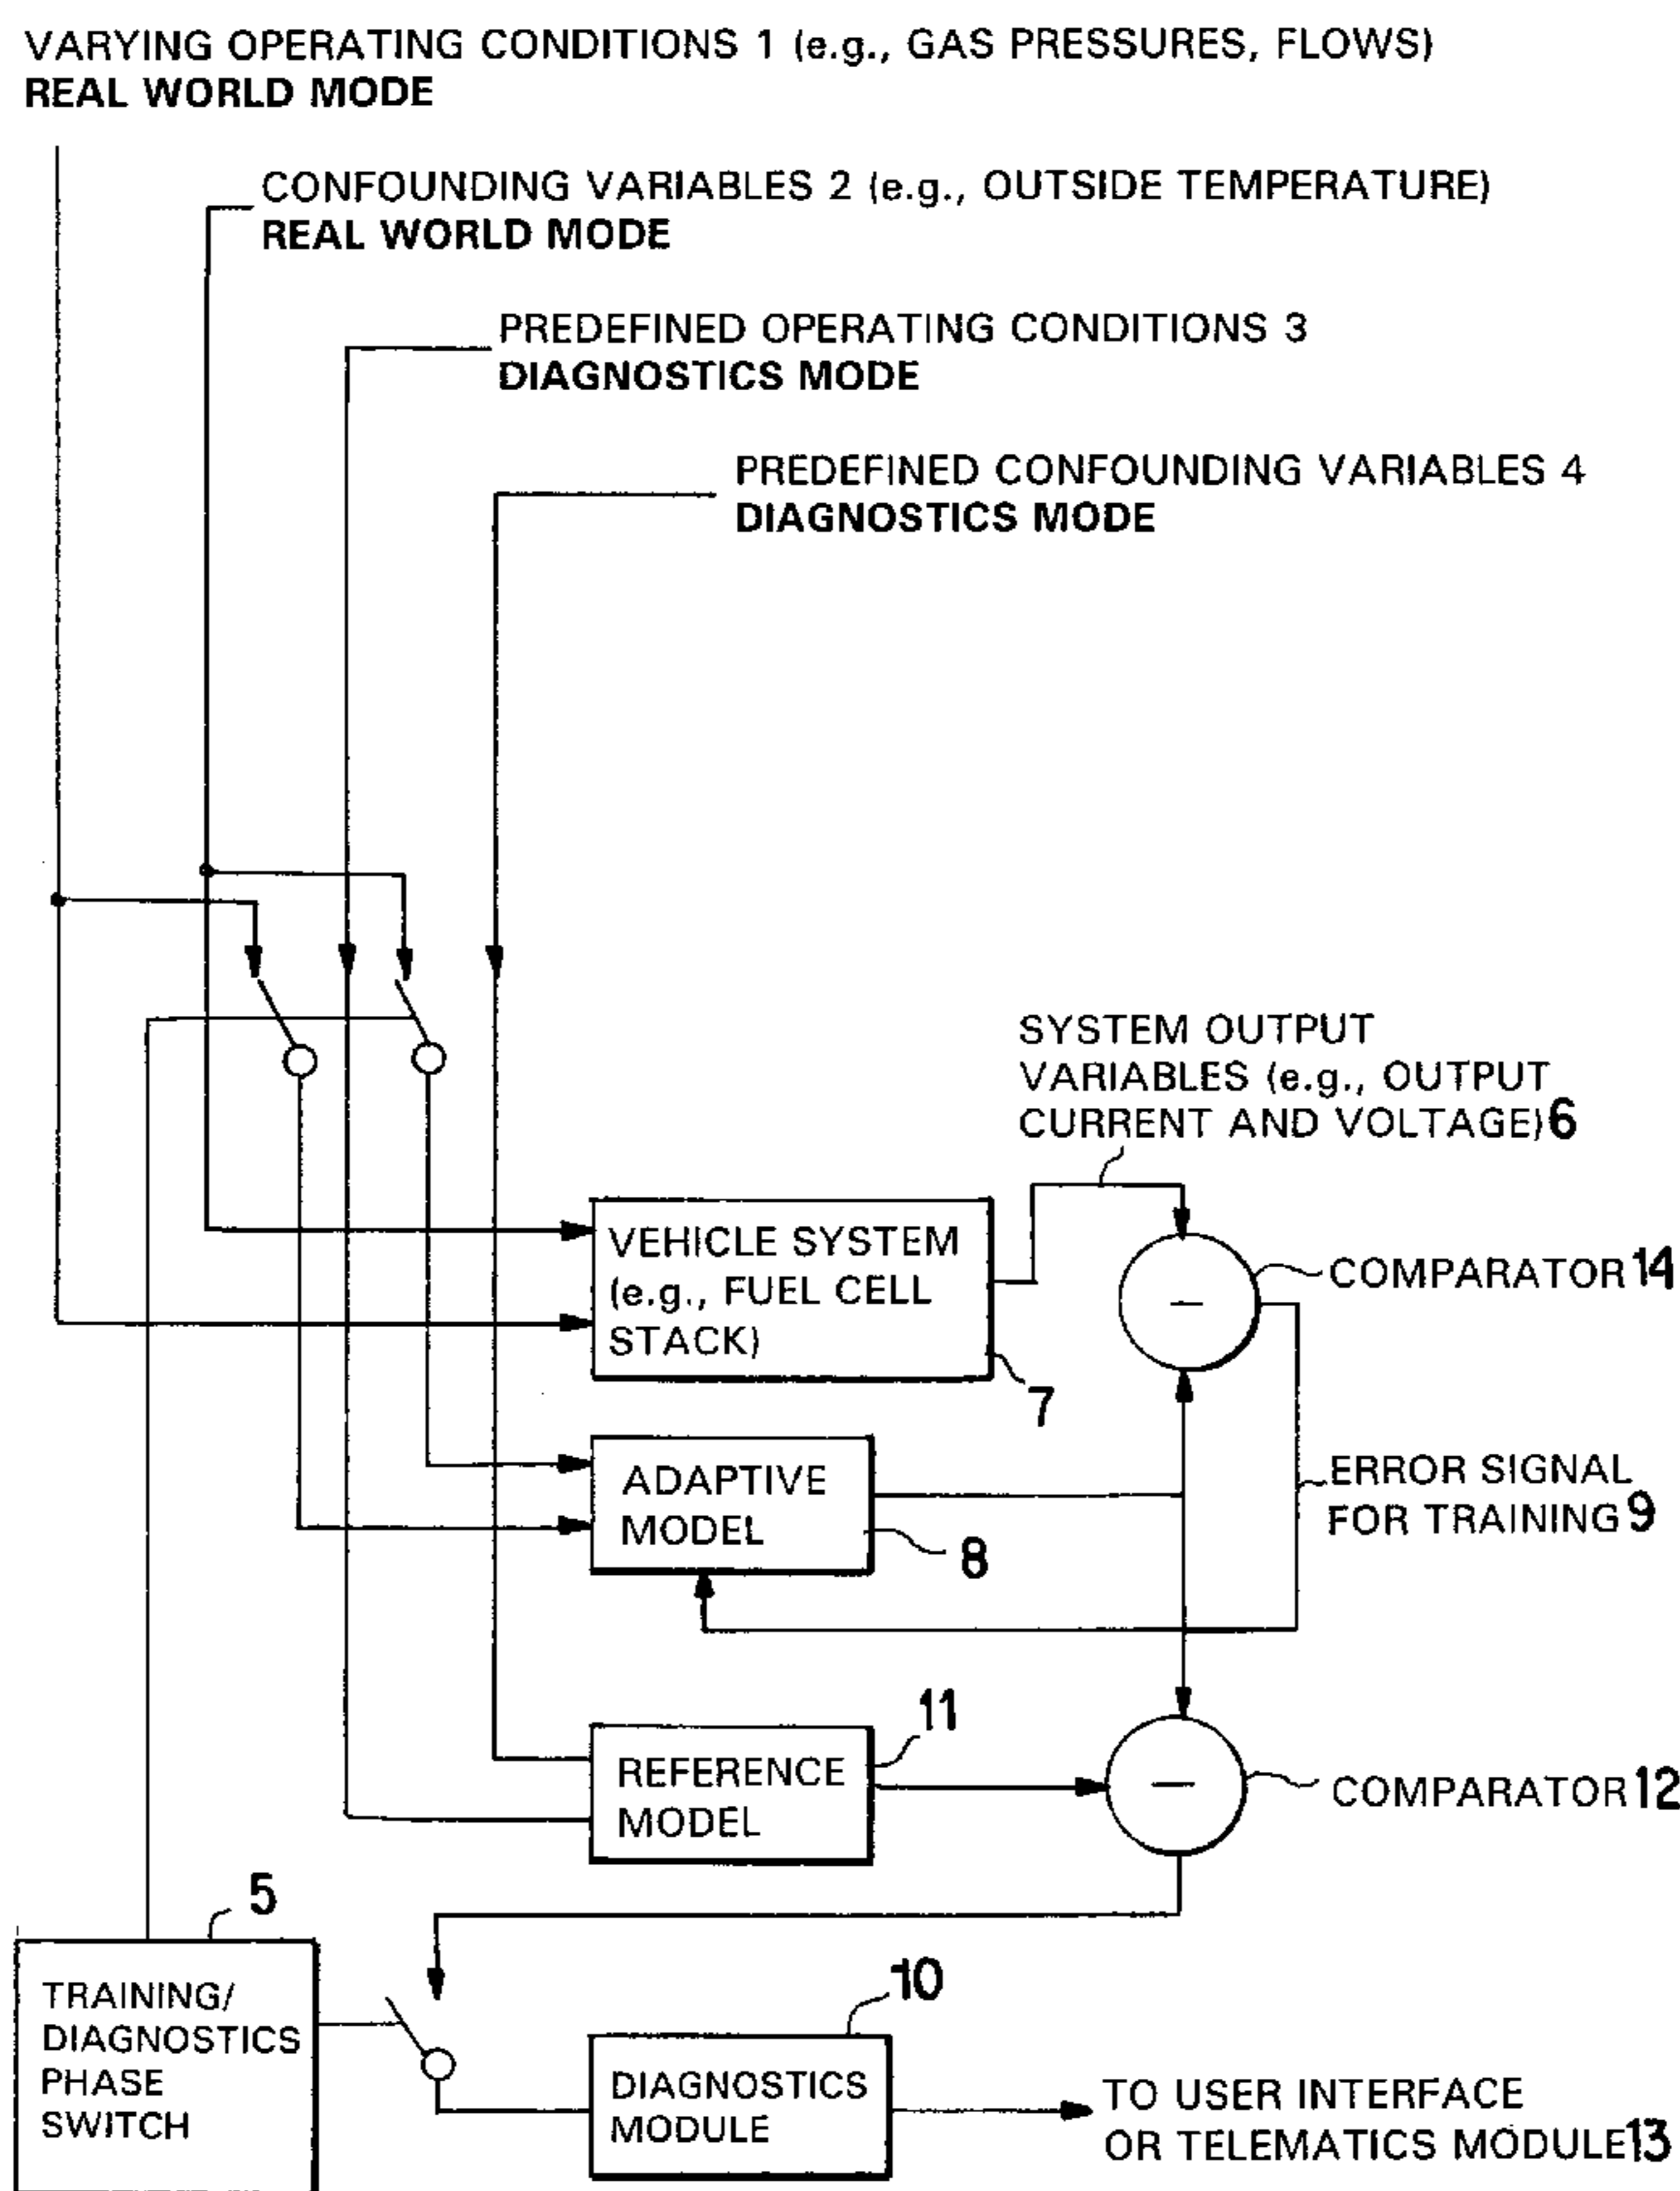 VARYING OPERATING CONDITIONS 1 (e.g., GAS PRESSURES, FLOWS)
REAL WORLD MODE
CONFOUNDING VARIABLES 2 (e.g., OUTSIDE TEMPERATURE)
REAL WORLD MODE
PREDEFINED OPERATING CONDITIONS 3
DIAGNOSTICS MODE
PREDEFINED CONFOUNDING VARIABLES 4
DIAGNOSTICS MODE
SYSTEM OUTPUT
VARIABLES (e.g., OUTPUT
CURRENT AND VOLTAGE) 6
VEHICLE SYSTEM
(e.g., FUEL CELL
STACK)
7
COMPARATOR 14
ADAPTIVE
MODEL
8
ERROR SIGNAL
FOR TRAINING 9
REFERENCE
MODEL
11
COMPARATOR 12
5
TRAINING/
DIAGNOSTICS
PHASE
SWITCH
10
DIAGNOSTICS
MODULE
TO USER INTERFACE
OR TELEMATICS MODULE 13